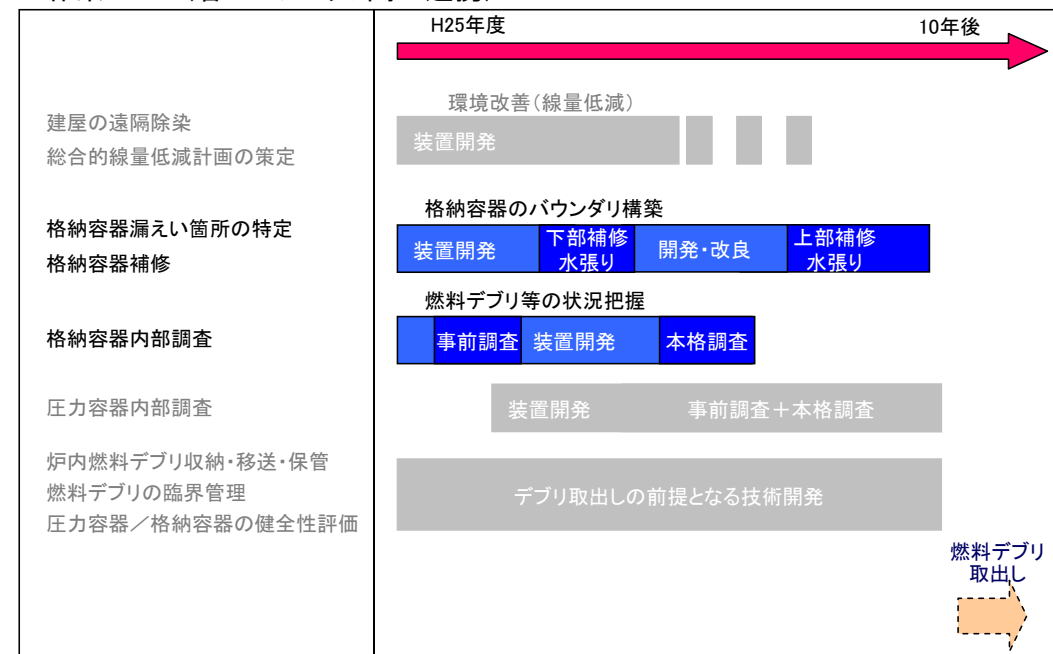 H25年度
10年後
環境改善（線量低減）
建屋の遠隔除染
総合的線量低減計画の策定
装置開発
格納容器のバウンダリ構築
格納容器漏えい箇所の特定
格納容器補修
装置開発
下部補修
水張り
開発・改良
上部補修
水張り
燃料デブリ等の状況把握
格納容器内部調査
事前調査
装置開発
本格調査
圧力容器内部調査
装置開発
事前調査＋本格調査
炉内燃料デブリ収納・移送・保管
燃料デブリの臨界管理
圧力容器／格納容器の健全性評価
デブリ取出しの前提となる技術開発
燃料デブリ
取出し